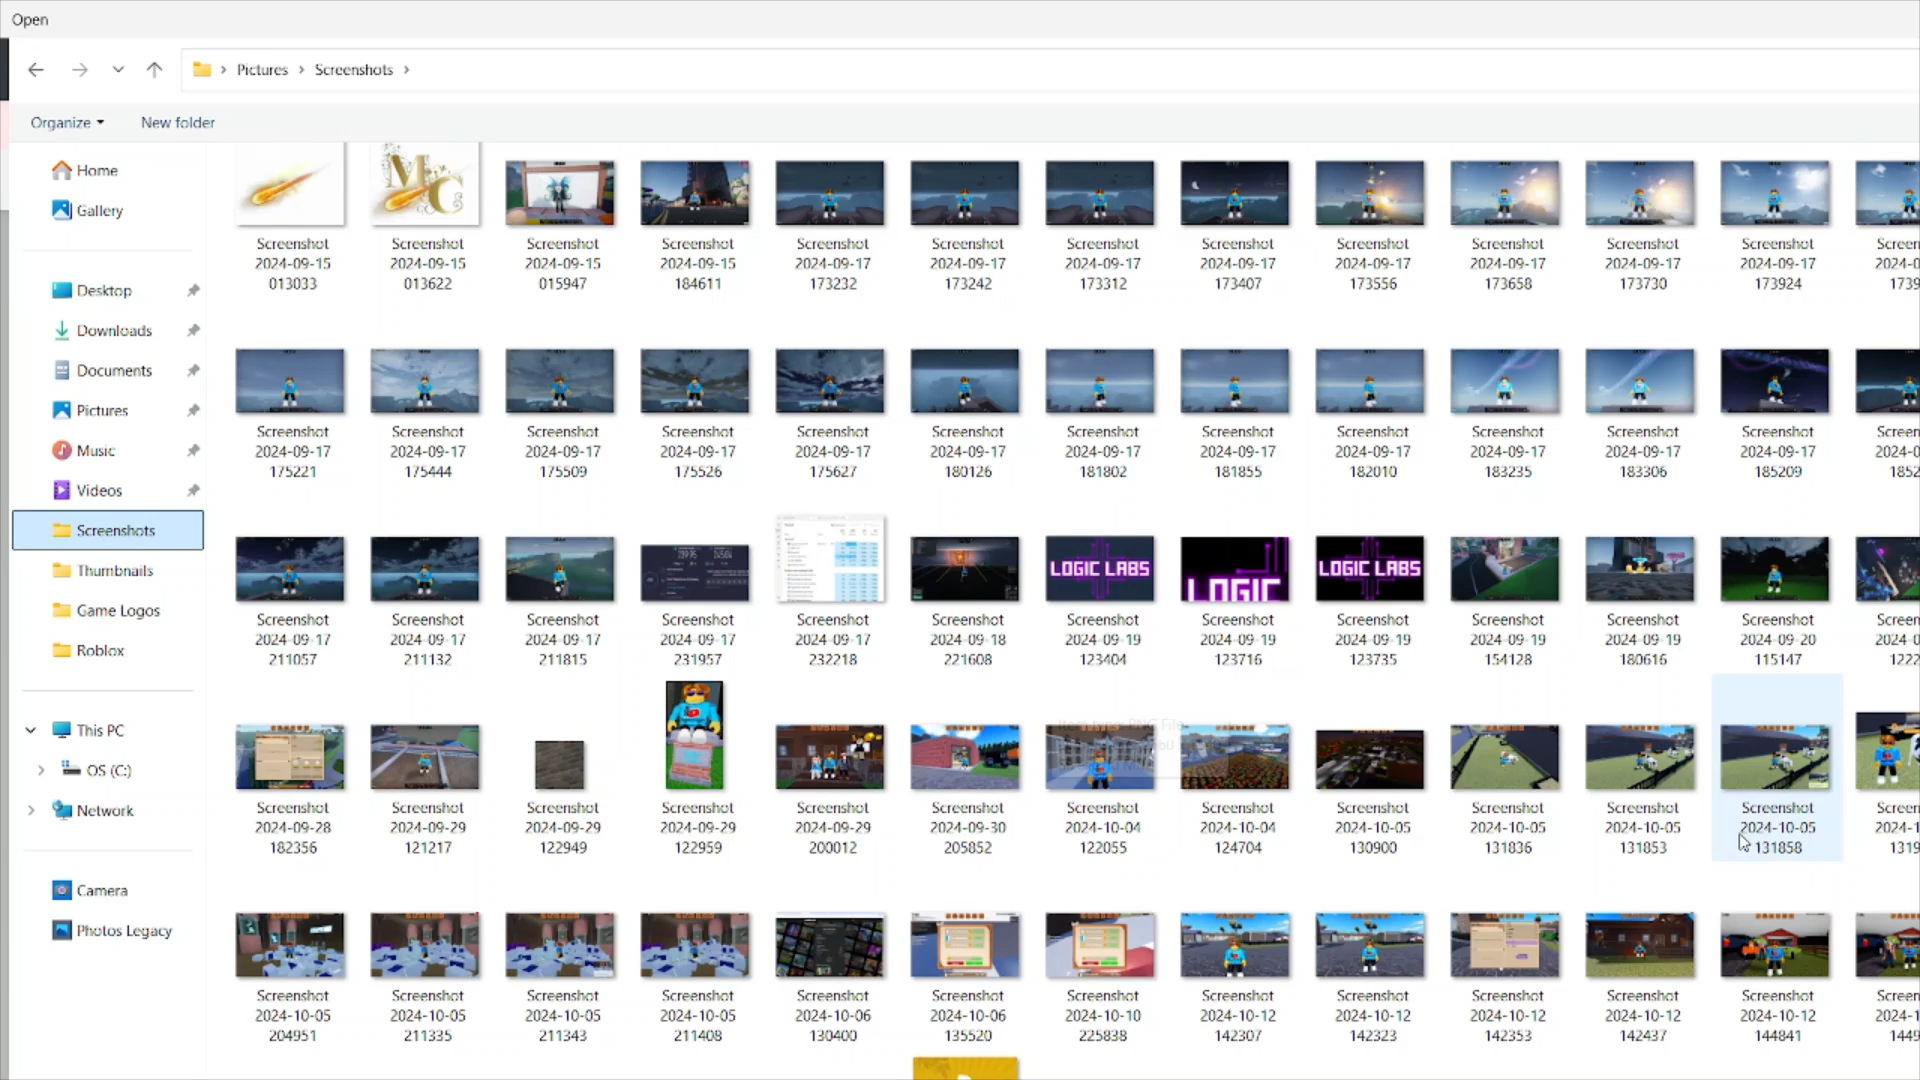 Open
Pictures
Screenshots
Organize
New folder
Home
Gallery
Desktop
Downloads
Documents
Pictures
Music
Videos
Screenshots
Thumbnails
Game Logos
Roblox
This PC
OS (C:)
Network
Camera
Photos Legacy
MC
Screenshot 2024-09-15 013033
Screenshot 2024-09-15 013622
Screenshot 2024-09-15 015947
Screenshot 2024-09-15 184611
Screenshot 2024-09-17 173232
Screenshot 2024-09-17 173242
Screenshot 2024-09-17 173312
Screenshot 2024-09-17 173407
Screenshot 2024-09-17 173556
Screenshot 2024-09-17 173658
Screenshot 2024-09-17 173730
Screenshot 2024-09-17 173924
Screenshot 2024-09-17 175221
Screenshot 2024-09-17 175444
Screenshot 2024-09-17 175509
Screenshot 2024-09-17 175526
Screenshot 2024-09-17 175627
Screenshot 2024-09-17 180126
Screenshot 2024-09-17 181802
Screenshot 2024-09-17 181855
Screenshot 2024-09-17 182010
Screenshot 2024-09-17 183235
Screenshot 2024-09-17 183306
Screenshot 2024-09-17 185209
LOGIC LABS
LOGIC
LOGIC LABS
Screenshot 2024-09-17 211057
Screenshot 2024-09-17 211132
Screenshot 2024-09-17 211815
Screenshot 2024-09-17 231957
Screenshot 2024-09-17 232218
Screenshot 2024-09-18 221608
Screenshot 2024-09-19 123404
Screenshot 2024-09-19 123716
Screenshot 2024-09-19 123735
Screenshot 2024-09-19 154128
Screenshot 2024-09-19 180616
Screenshot 2024-09-20 115147
Screenshot 2024-09-28 182356
Screenshot 2024-09-29 121217
Screenshot 2024-09-29 122949
Screenshot 2024-09-29 122959
Screenshot 2024-09-29 200012
Screenshot 2024-09-30 205852
Screenshot 2024-10-04 122055
Screenshot 2024-10-04 124704
Screenshot 2024-10-05 130900
Screenshot 2024-10-05 131836
Screenshot 2024-10-05 131853
Screenshot 2024-10-05 131858
Screenshot 2024-10-05 204951
Screenshot 2024-10-05 211335
Screenshot 2024-10-05 211343
Screenshot 2024-10-05 211408
Screenshot 2024-10-06 130400
Screenshot 2024-10-06 135520
Screenshot 2024-10-10 225838
Screenshot 2024-10-12 142307
Screenshot 2024-10-12 142323
Screenshot 2024-10-12 142353
Screenshot 2024-10-12 142437
Screenshot 2024-10-12 144841